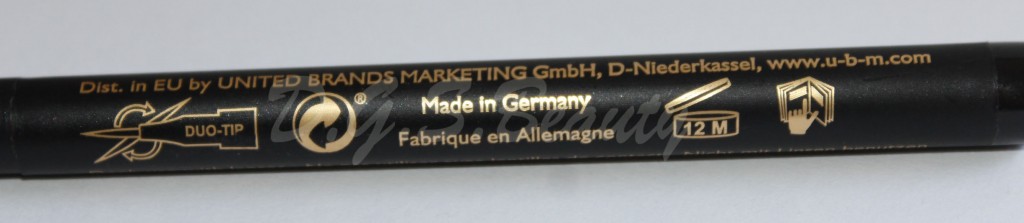 Dist. in EU by UNITED BRANDS MARKETING GmbH, D-Niederkassel, www.u-b-m.com
DUO-TIP
®
Made in Germany
Fabrique en Allemagne
12 M
D.G.S.Beauty